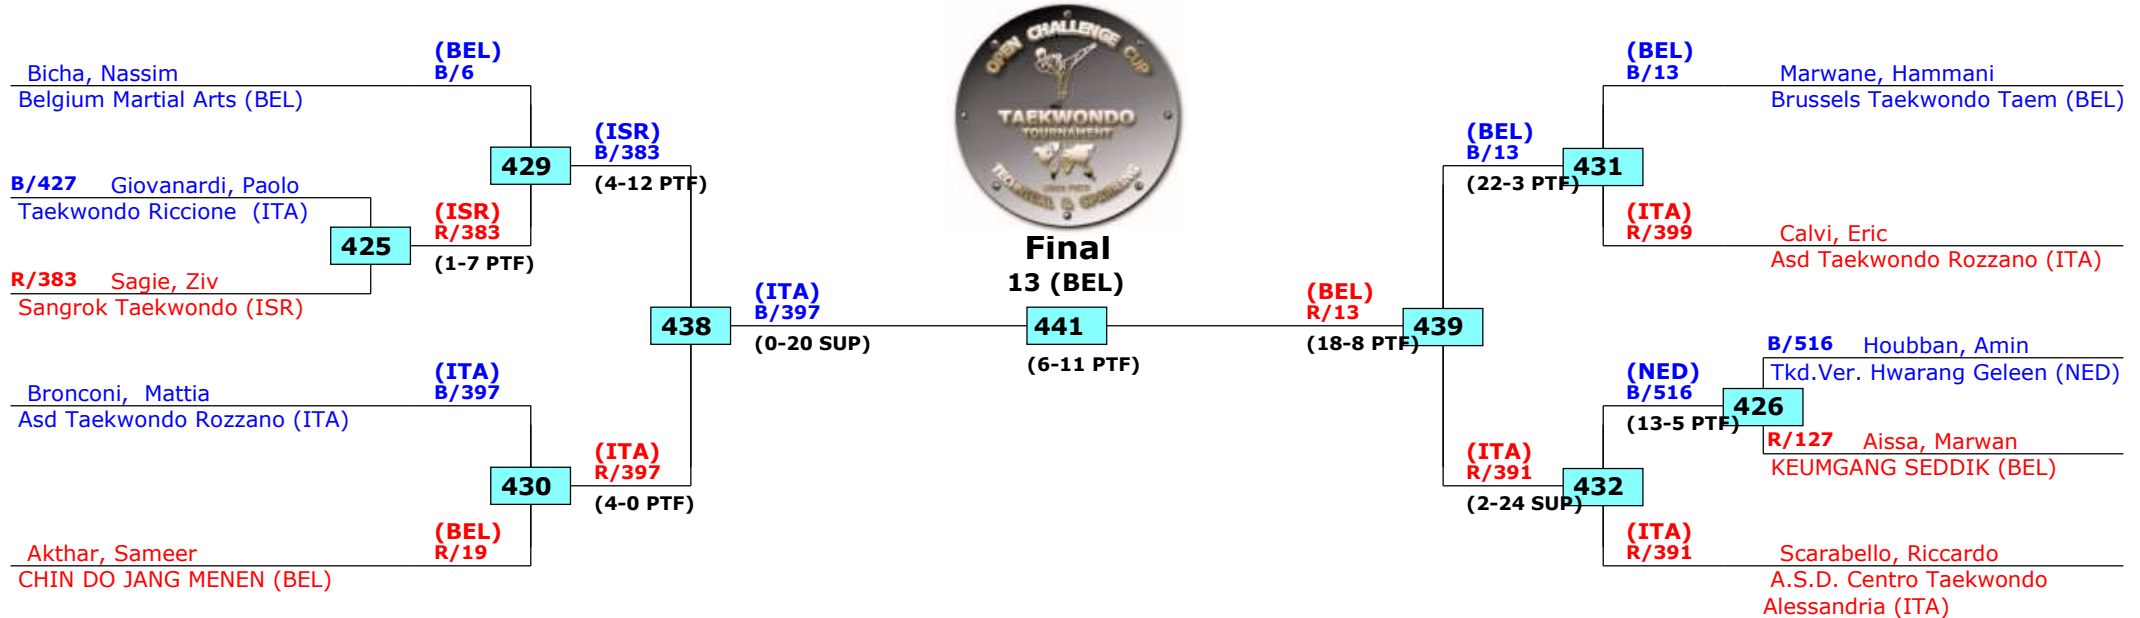 OPEN CHALLENGE CUP
TAEKWONDO
TOURNAMENT
TECHNICAL & SPARRING
Final
13 (BEL)
441
(6-11 PTF)
(BEL)
B/6
Bicha, Nassim
Belgium Martial Arts (BEL)
429
(ISR)
B/383
(4-12 PTF)
B/427 Giovanardi, Paolo
Taekwondo Riccione (ITA)
425
(ISR)
R/383
(1-7 PTF)
R/383 Sagie, Ziv
Sangrok Taekwondo (ISR)
438
(ITA)
B/397
(0-20 SUP)
(ITA)
B/397
Bronconi, Mattia
Asd Taekwondo Rozzano (ITA)
430
(ITA)
R/397
(4-0 PTF)
(BEL)
R/19
Akthar, Sameer
CHIN DO JANG MENEN (BEL)
(BEL)
B/13
Marwane, Hammani
Brussels Taekwondo Taem (BEL)
(BEL)
B/13
(22-3 PTF)
431
(ITA)
R/399
Calvi, Eric
Asd Taekwondo Rozzano (ITA)
(BEL)
R/13
(18-8 PTF)
439
B/516 Houbban, Amin
Tkd.Ver. Hwarang Geleen (NED)
(NED)
B/516
(13-5 PTF)
426
R/127 Aissa, Marwan
KEUMGANG SEDDIK (BEL)
(ITA)
R/391
(2-24 SUP)
432
(ITA)
R/391
Scarabello, Riccardo
A.S.D. Centro Taekwondo
Alessandria (ITA)